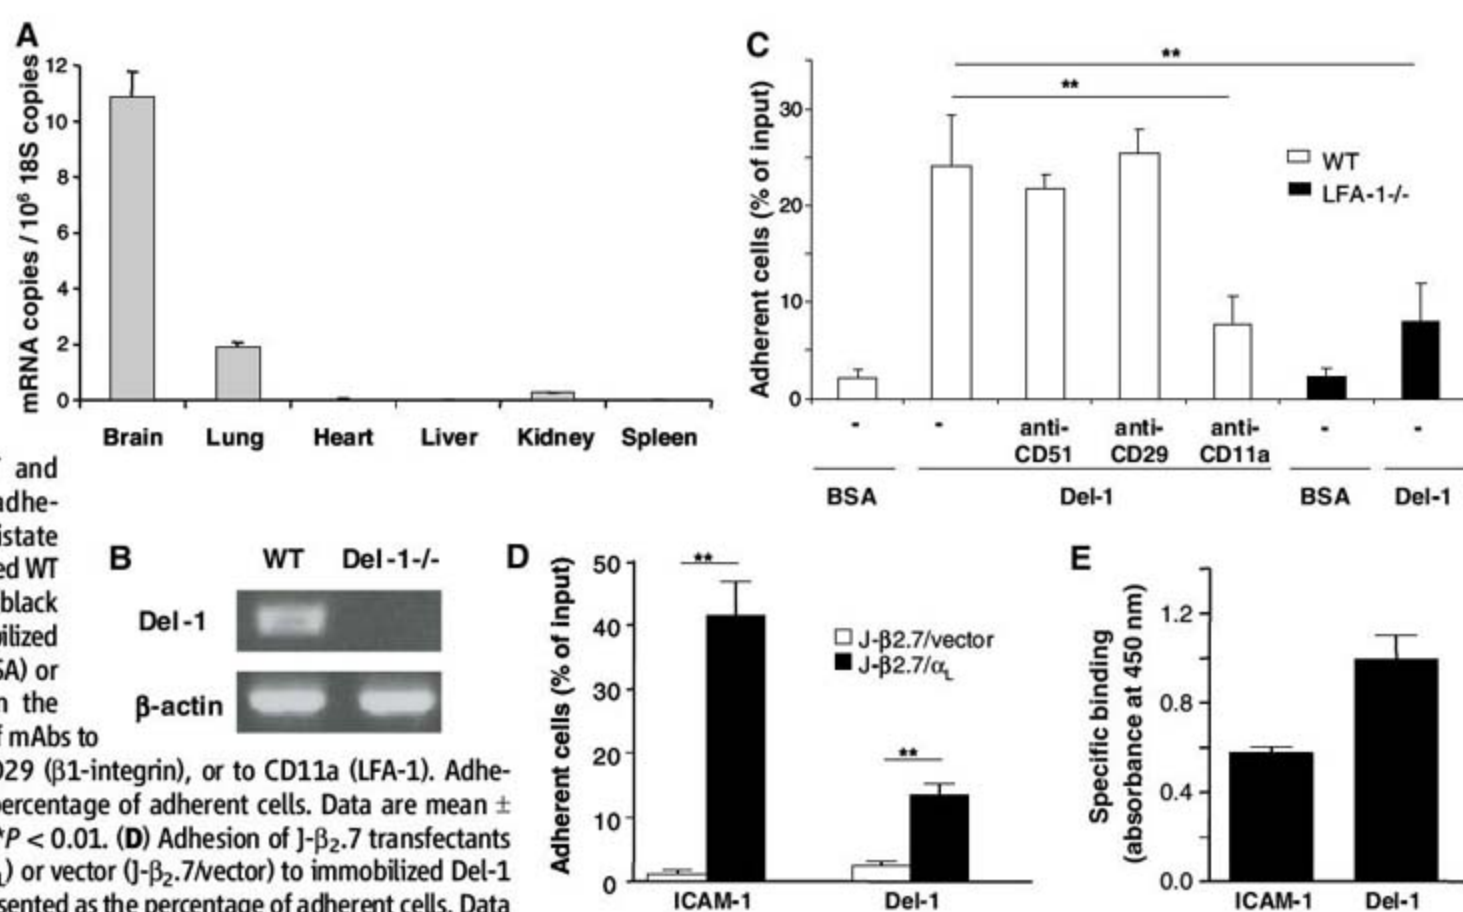 A
mRNA copies / 10⁶ 18S copies
12
10
8
6
4
2
0
Brain Lung Heart Liver Kidney Spleen
C
Adherent cells (% of input)
30
20
10
0
**
**
WT
LFA-1-/-
- - anti-CD51 anti-CD29 anti-CD11a - -
BSA Del-1 BSA Del-1
and
adhe-
istate
ed WT
black
ilized
SA) or
the
mAbs to
D29 (β1-integrin), or to CD11a (LFA-1). Adhe-
percentage of adherent cells. Data are mean ±
*P < 0.01. (D) Adhesion of J-β₂.7 transfectants
) or vector (J-β₂.7/vector) to immobilized Del-1
sented as the percentage of adherent cells. Data
B
WT Del-1-/-
Del-1
β-actin
D
Adherent cells (% of input)
50
40
30
20
10
0
**
**
J-β2.7/vector
J-β2.7/αL
ICAM-1 Del-1
E
Specific binding
(absorbance at 450 nm)
1.2
0.8
0.4
0.0
ICAM-1 Del-1